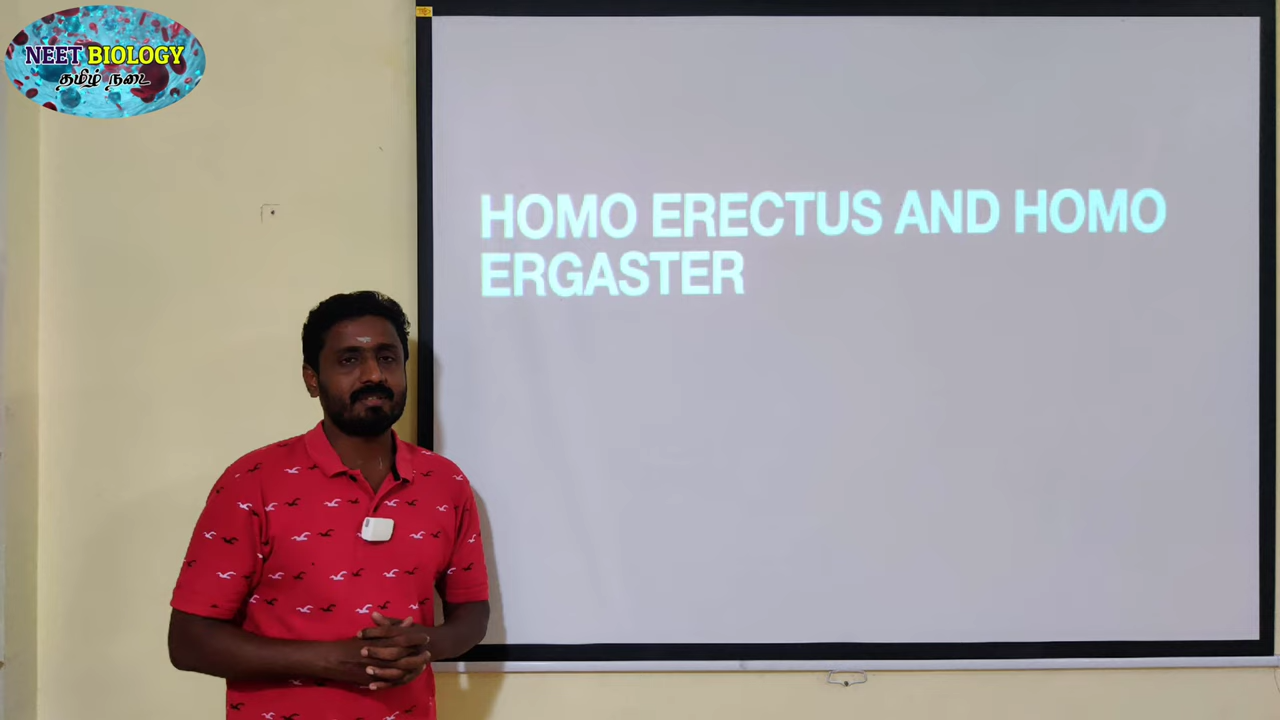 NEET BIOLOGY
தமிழ் நடை
HOMO ERECTUS AND HOMO
ERGASTER